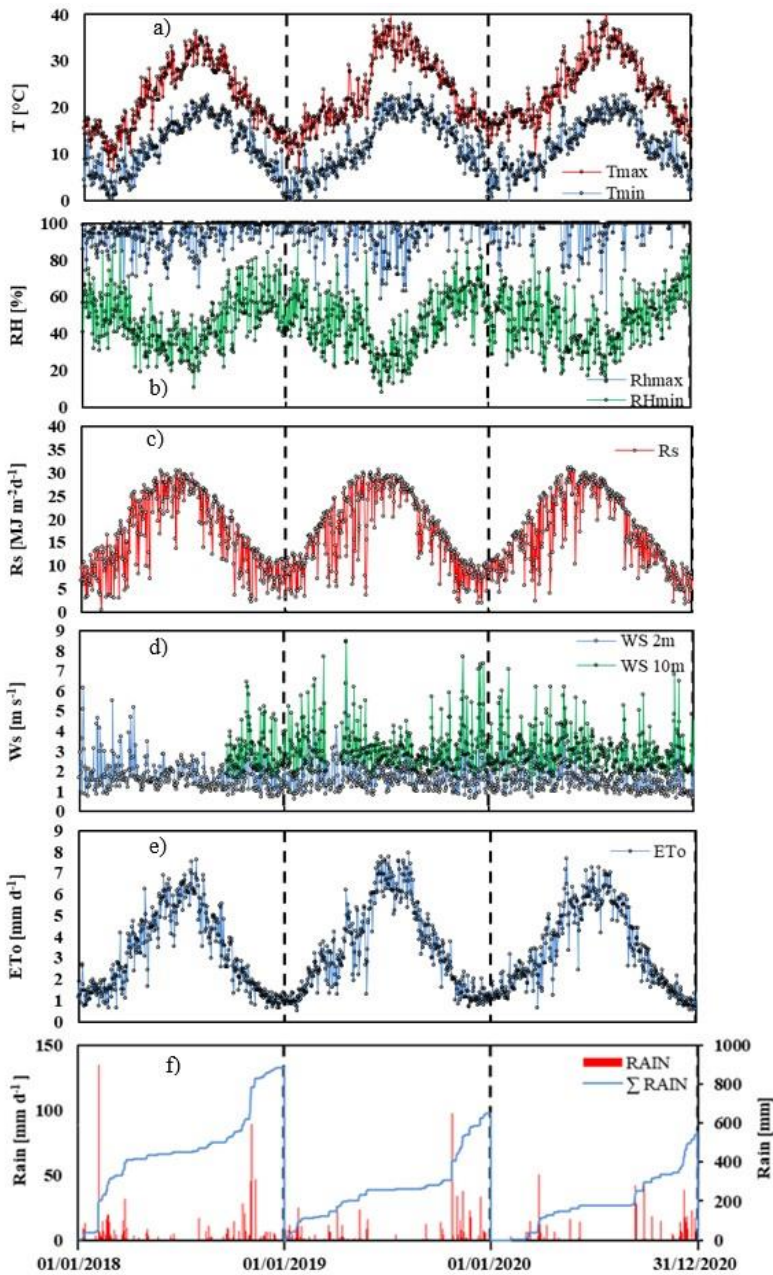 a)
40
30
20
10
0
T [°C]
Tmax
Tmin
100
80
60
40
20
0
RH [%]
b)
Rhmax
RHmin
c)
40
35
30
25
20
15
10
5
0
Rs [MJ m⁻²d⁻¹]
Rs
d)
9
8
7
6
5
4
3
2
1
0
Ws [m s⁻¹]
WS 2m
WS 10m
e)
9
8
7
6
5
4
3
2
1
0
ETo [mm d⁻¹]
ETo
f)
150
100
50
0
Rain [mm d⁻¹]
RAIN
∑ RAIN
1000
800
600
400
200
0
Rain [mm]
01/01/2018 01/01/2019 01/01/2020 31/12/2020